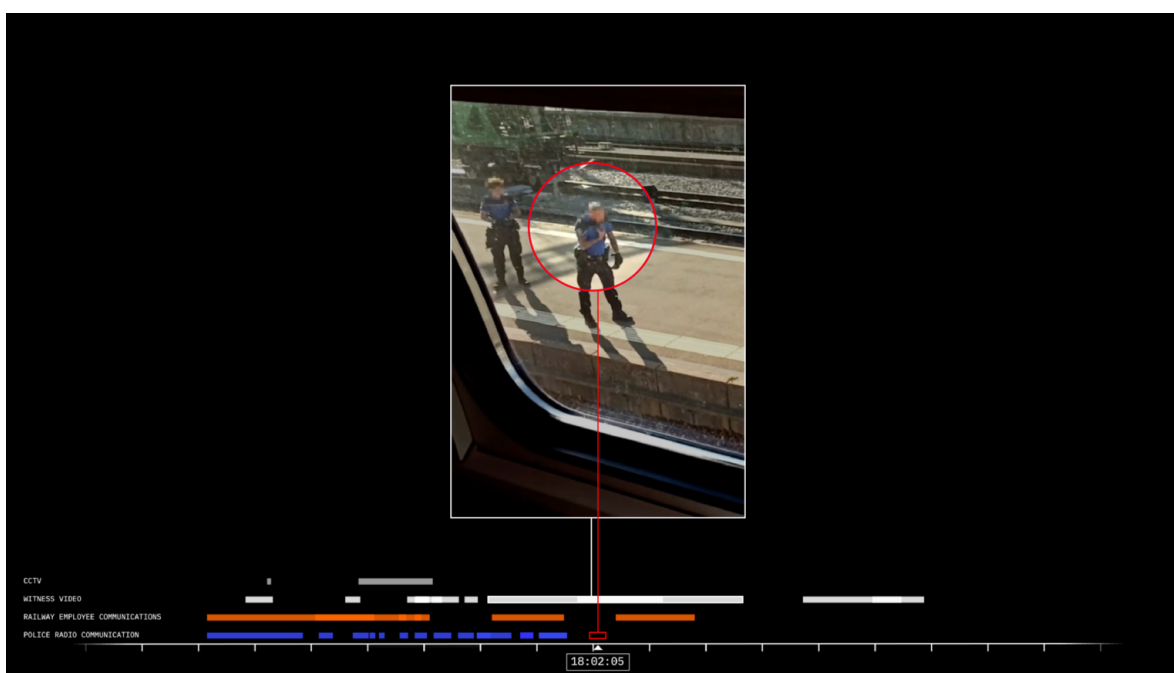 CCTV
WITNESS VIDEO
RAILWAY EMPLOYEE COMMUNICATIONS
POLICE RADIO COMMUNICATION
18:02:05